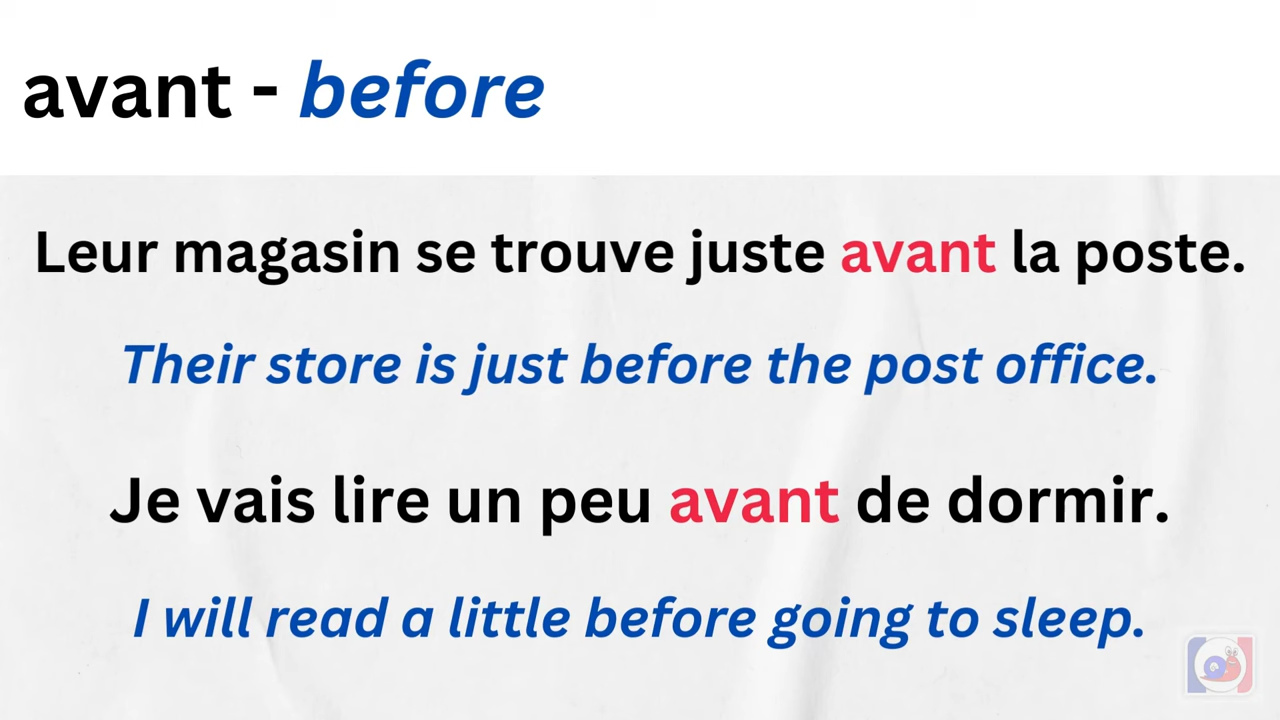 avant - before
Leur magasin se trouve juste avant la poste.
Their store is just before the post office.
Je vais lire un peu avant de dormir.
I will read a little before going to sleep.